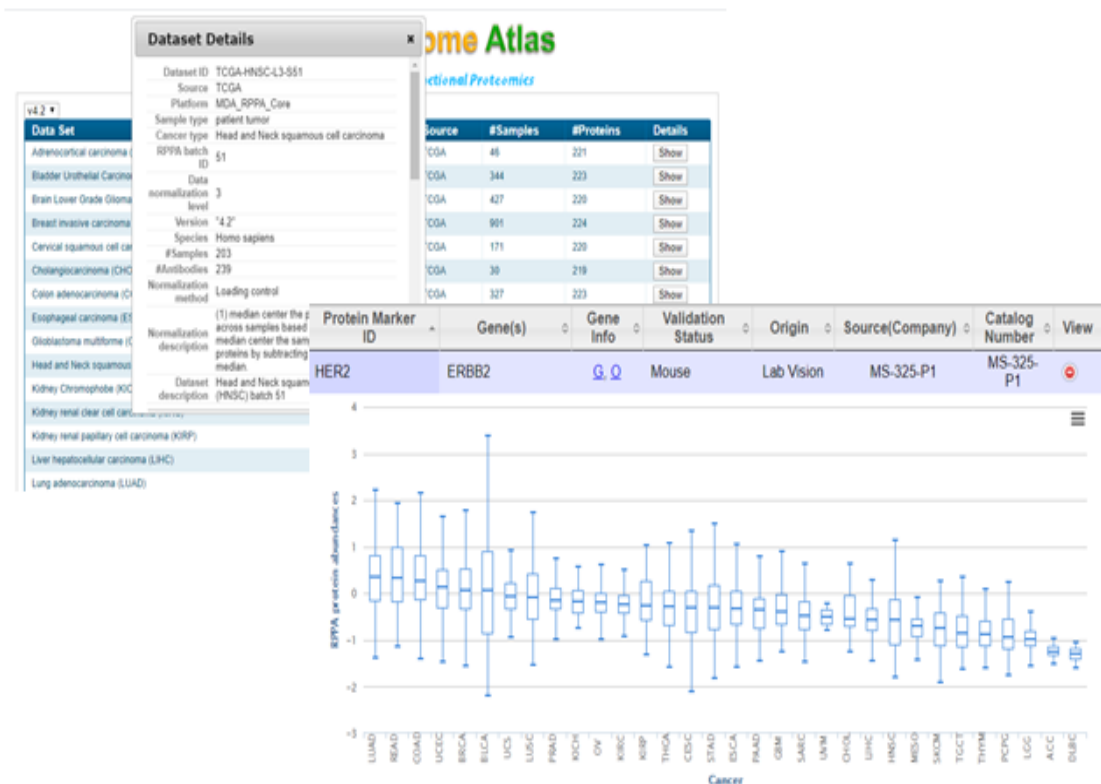 Dataset Details ×
ome Atlas
ctional Proteomics
Dataset ID TCGA-HNSC-L3-S51
Source TCGA
Platform MDA_RPPA_Core
Sample type patient tumor
Cancer type Head and Neck squamous cell carcinoma
RPPA batch ID 51
Data normalization level 3
Version "4.2"
Species Homo sapiens
#Samples 203
#Antibodies 239
Normalization method Loading control
Normalization description (1) median center the p
across samples based
median center the sam
proteins by subtracting
median.
Dataset description Head and Neck squam
(HNSC) batch 51
v4.2
Data Set Source #Samples #Proteins Details
Adrenocortical carcinoma ( TCGA 46 221 Show
Bladder Urothelial Carcino TCGA 344 223 Show
Brain Lower Grade Glioma TCGA 427 220 Show
Breast invasive carcinoma TCGA 901 224 Show
Cervical squamous cell car TCGA 171 220 Show
Cholangiocarcinoma (CHO TCGA 30 219 Show
Colon adenocarcinoma (C TCGA 327 223 Show
Esophageal carcinoma (ES
Glioblastoma multiforme (
Head and Neck squamous
Kidney Chromophobe (KIC
Kidney renal clear cell carcinoma
Kidney renal papillary cell carcinoma (KIRP)
Liver hepatocellular carcinoma (LIHC)
Lung adenocarcinoma (LUAD)
Protein Marker ID Gene(s) Gene Info Validation Status Origin Source(Company) Catalog Number View
HER2 ERBB2 G, O Mouse Lab Vision MS-325-P1 MS-325-P1
4
3
2
1
0
-1
-2
-3
RPPA protein abundances
LUAD READ COAD UCEC BRCA BLCA UCS LUSC PRAD KICH OV KIRC KIRP THCA CESC STAD ESCA PAAD GBM SARC UVM CHOL LIHC HNSC MESO SKCM TGCT THYM PCPG LGG ACC DLBC
Cancer